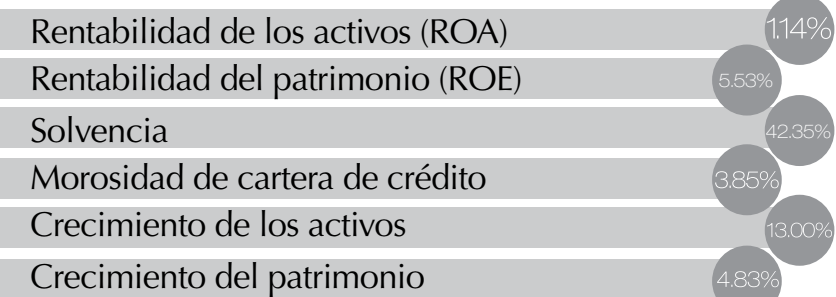 Rentabilidad de los activos (ROA) 1.14%
Rentabilidad del patrimonio (ROE) 5.53%
Solvencia 42.35%
Morosidad de cartera de crédito 3.85%
Crecimiento de los activos 13.00%
Crecimiento del patrimonio 4.83%